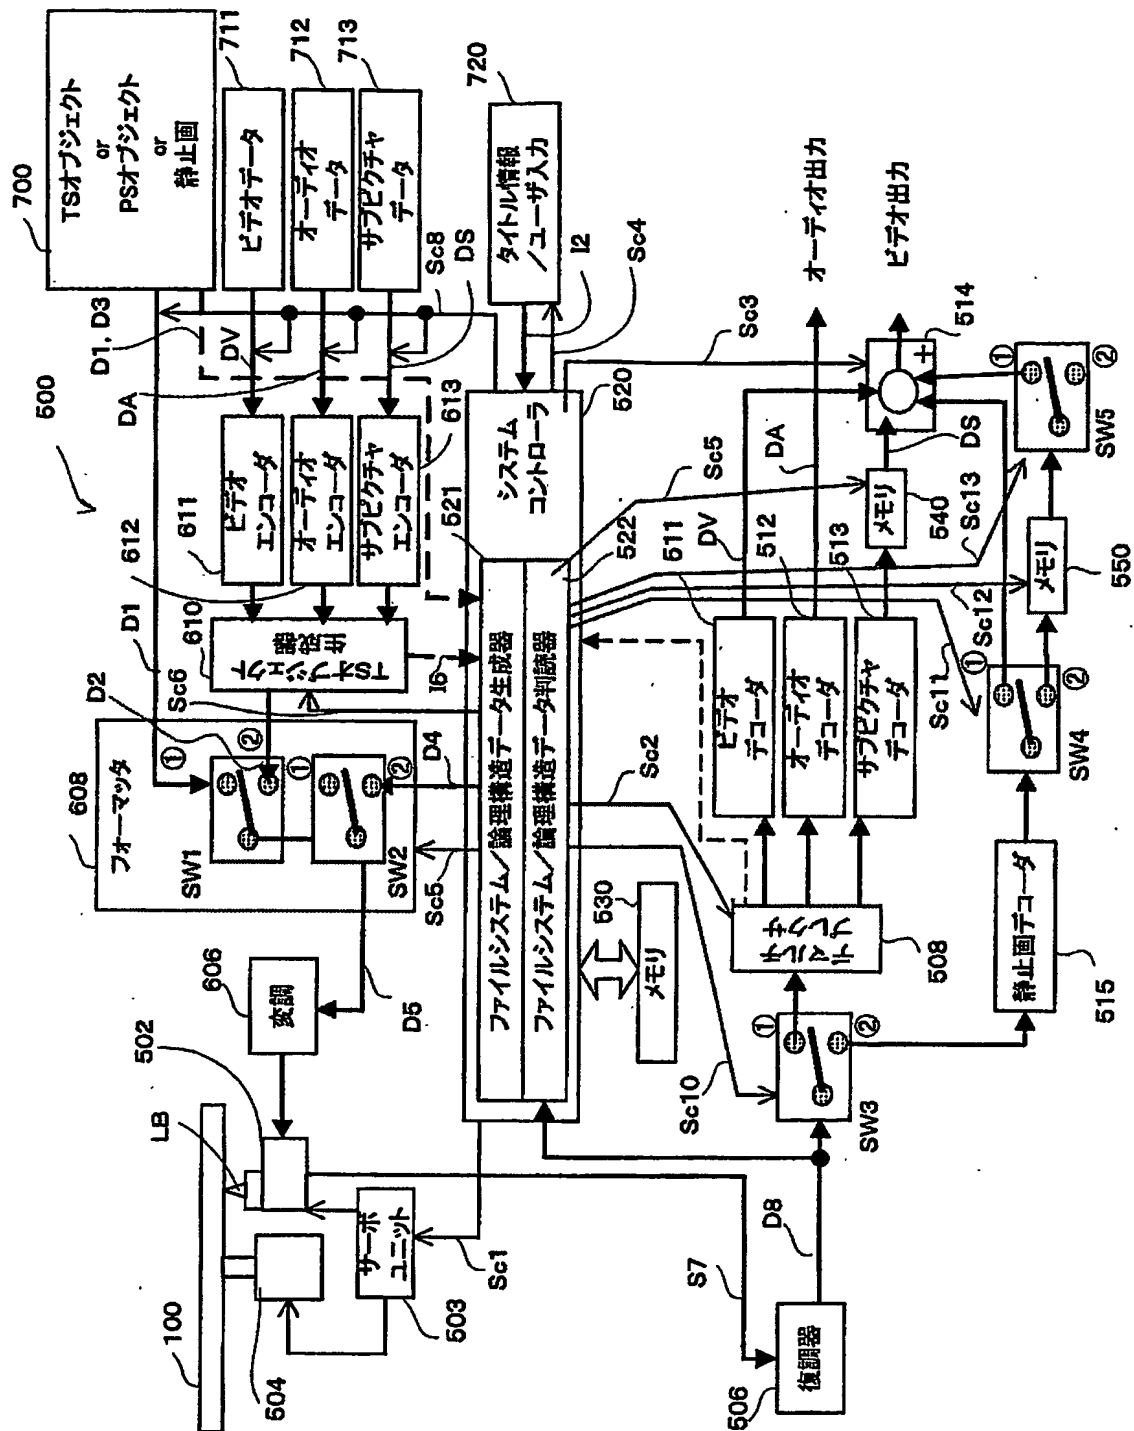 500
700
TSオブジェクト
or
PSオブジェクト
or
静止画
711
ビデオデータ
712
オーディオ
データ
713
サブピクチャ
データ
720
タイトル情報
/ユーザ入力
I2
Sc4
Sc8
DS
D1, D3
DV
DA
611
ビデオ
エンコーダ
612
オーディオ
エンコーダ
613
サブピクチャ
エンコーダ
610
TSオブジェクト
D1
D2
Sc6
I6
608
フォーマッタ
①
②
SW1
①
②
SW2
D4
Sc5
D5
606
変調
502
LB
100
504
サーボ
ユニット
503
Sc1
521
522
520
システム
コントローラ
ファイルシステム/論理構造データ生成器
ファイルシステム/論理構造データ判読器
530
メモリ
Sc2
Sc10
Sc3
Sc5
S7
506
復調器
D8
①
②
SW3
508
デマルチ
プレクサ
511
ビデオ
デコーダ
512
オーディオ
デコーダ
513
サブピクチャ
デコーダ
DV
DA
オーディオ出力
ビデオ出力
540
メモリ
DS
514
+
515
静止画デコーダ
Sc11
Sc12
Sc13
①
②
SW4
550
メモリ
①
②
SW5